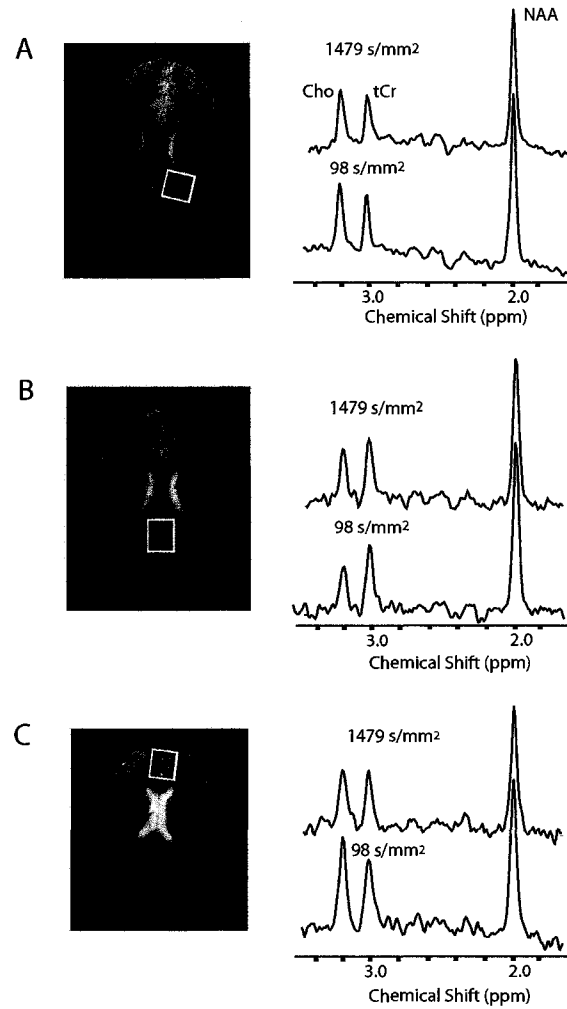 A
NAA
1479 s/mm2
Cho
tCr
98 s/mm2
3.0
2.0
Chemical Shift (ppm)
B
1479 s/mm2
98 s/mm2
3.0
2.0
Chemical Shift (ppm)
C
1479 s/mm2
98 s/mm2
3.0
2.0
Chemical Shift (ppm)